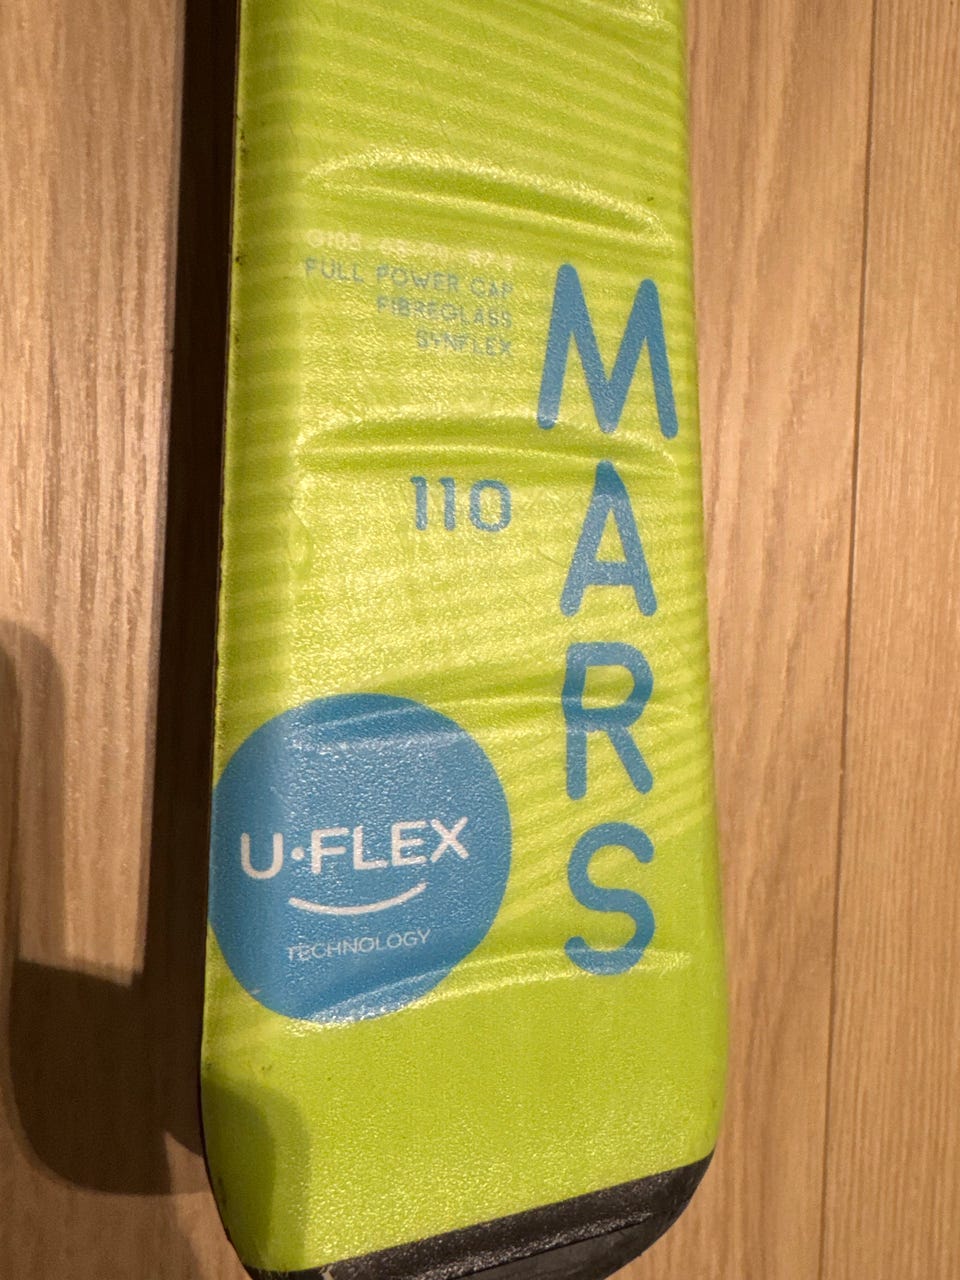 FULL POWER CAP
FIBREGLASS
SYNFLEX
110
MARS
U•FLEX
TECHNOLOGY